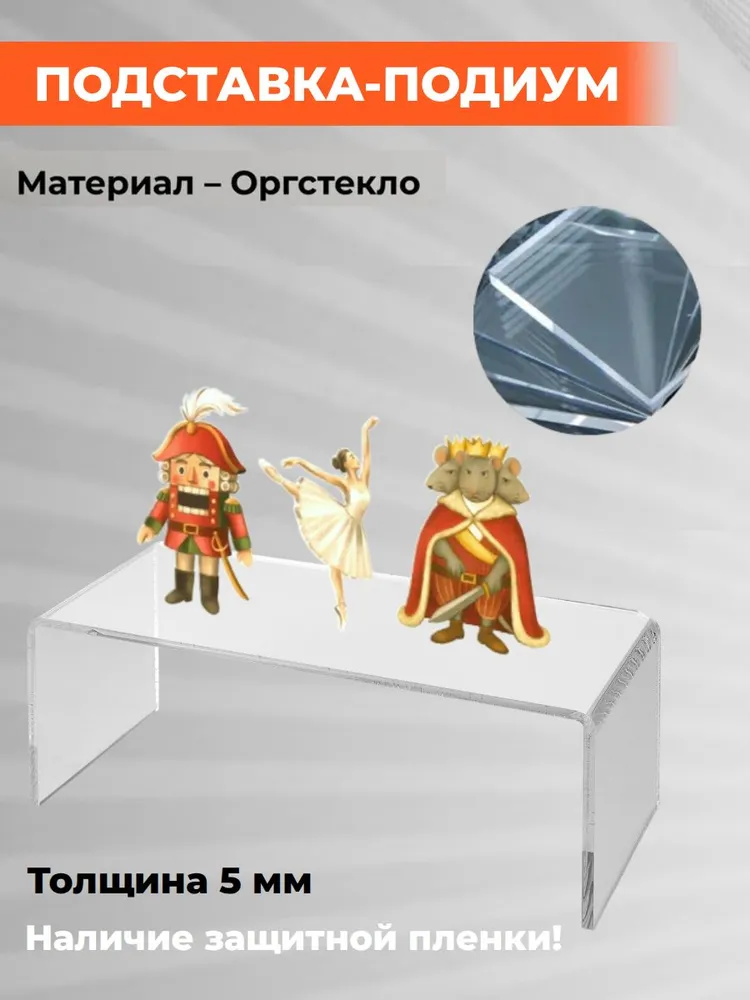 ПОДСТАВКА-ПОДИУМ
Материал – Оргстекло
Толщина 5 мм
Наличие защитной пленки!